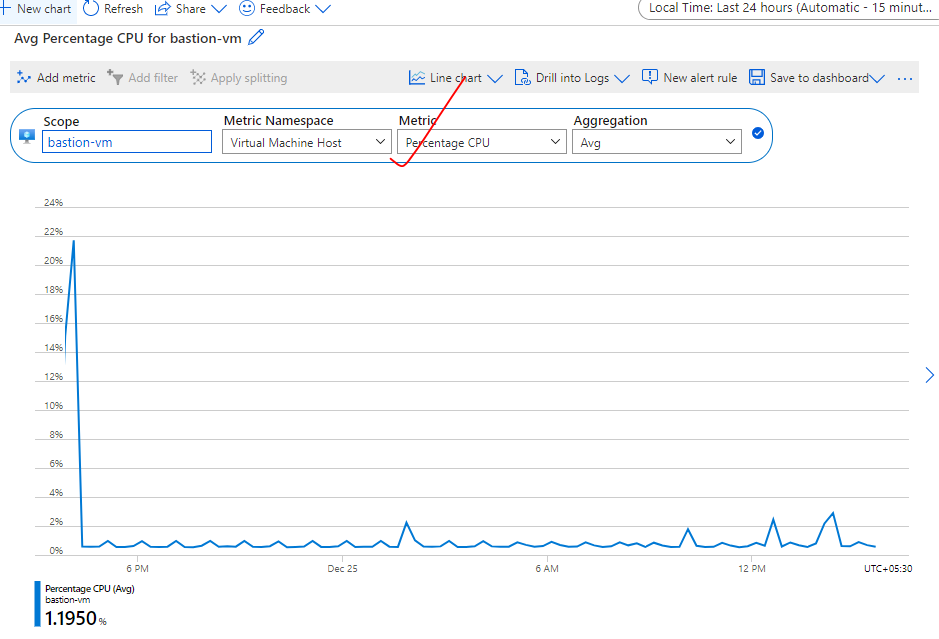 New chart Refresh Share Feedback Local Time: Last 24 hours (Automatic - 15 minut...
Avg Percentage CPU for bastion-vm
Add metric Add filter Apply splitting Line chart Drill into Logs New alert rule Save to dashboard ...
Scope Metric Namespace Metric Aggregation
bastion-vm Virtual Machine Host Percentage CPU Avg
24%
22%
20%
18%
16%
14%
12%
10%
8%
6%
4%
2%
0%
6 PM Dec 25 6 AM 12 PM UTC+05:30
Percentage CPU (Avg)
bastion-vm
1.1950 %